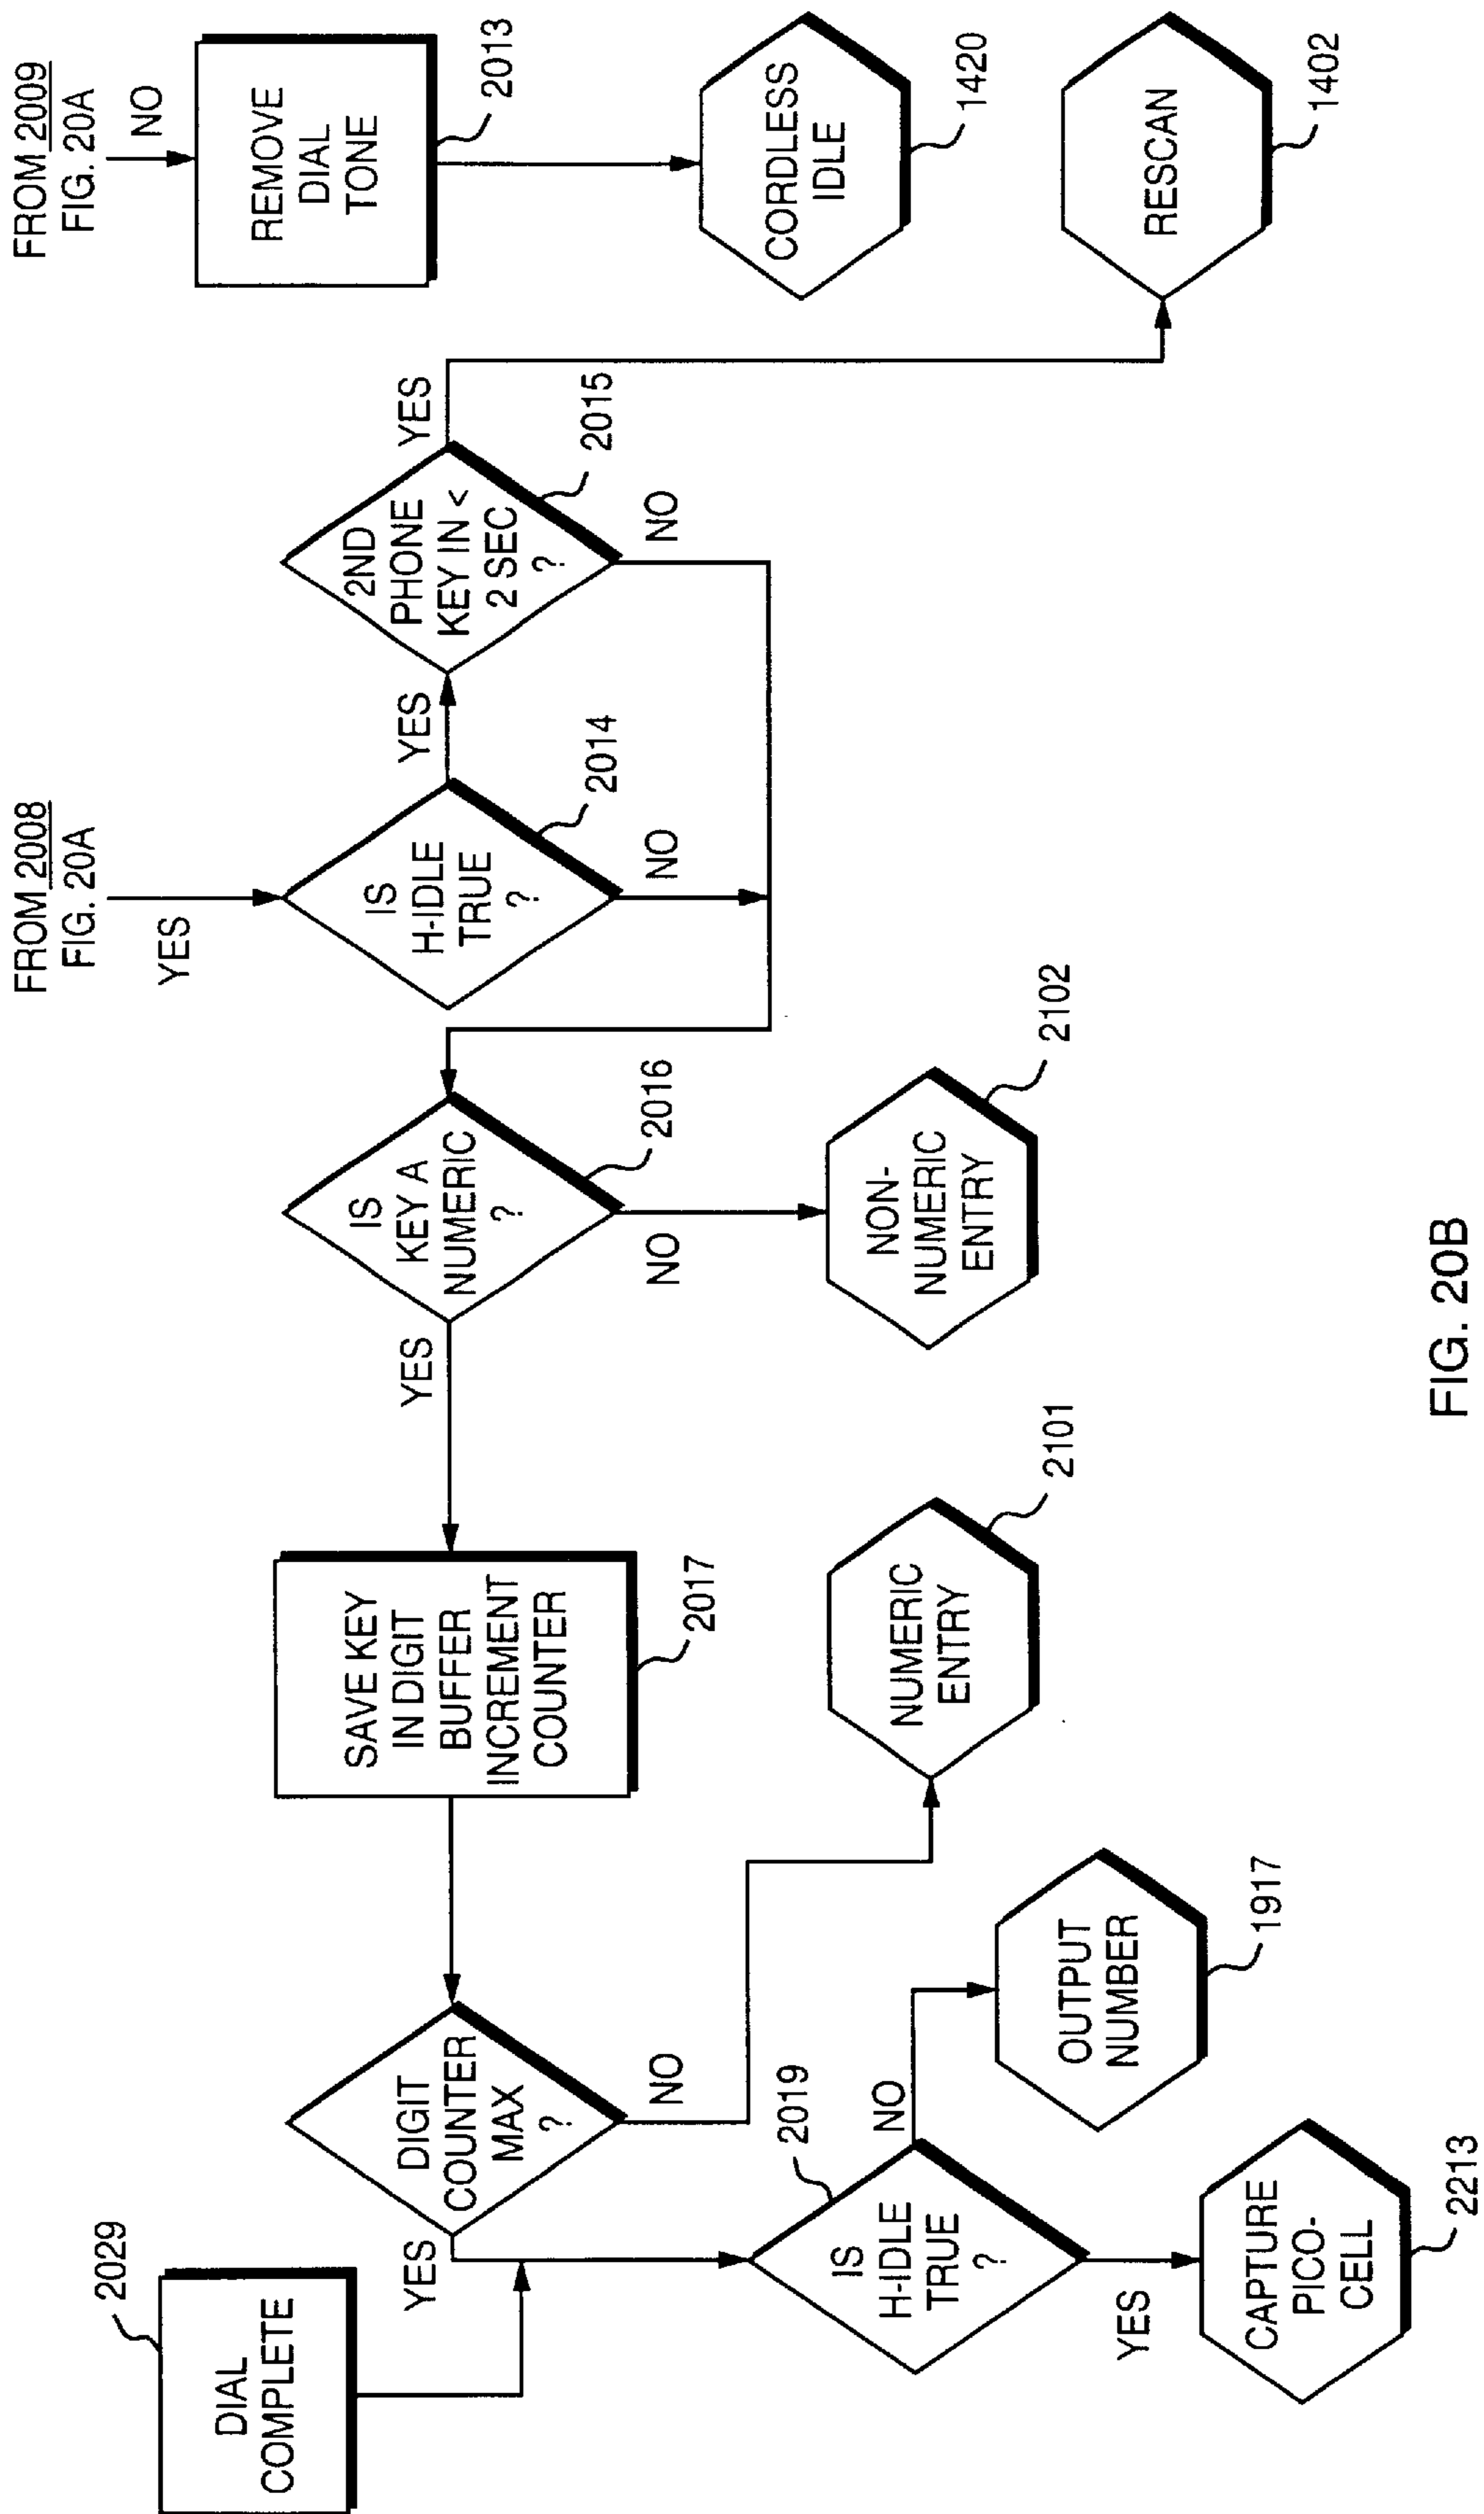 FROM 2008
FIG. 20A
YES
FROM 2009
FIG. 20A
NO
2029
DIAL
COMPLETE
YES
DIGIT
COUNTER
MAX
?
NO
SAVE KEY
IN DIGIT
BUFFER
INCREMENT
COUNTER
2017
YES
IS
KEY A
NUMERIC
?
2016
NO
IS
H-IDLE
TRUE
?
2014
NO
YES
2ND
PHONE
KEY IN <
2 SEC
?
2015
NO
YES
REMOVE
DIAL
TONE
2013
2019
IS
H-IDLE
TRUE
?
NO
YES
NUMERIC
ENTRY
2101
NON-
NUMERIC
ENTRY
2102
CORDLESS
IDLE
1420
OUTPUT
NUMBER
1917
CAPTURE
PICO-
CELL
2213
RESCAN
1402
FIG. 20B